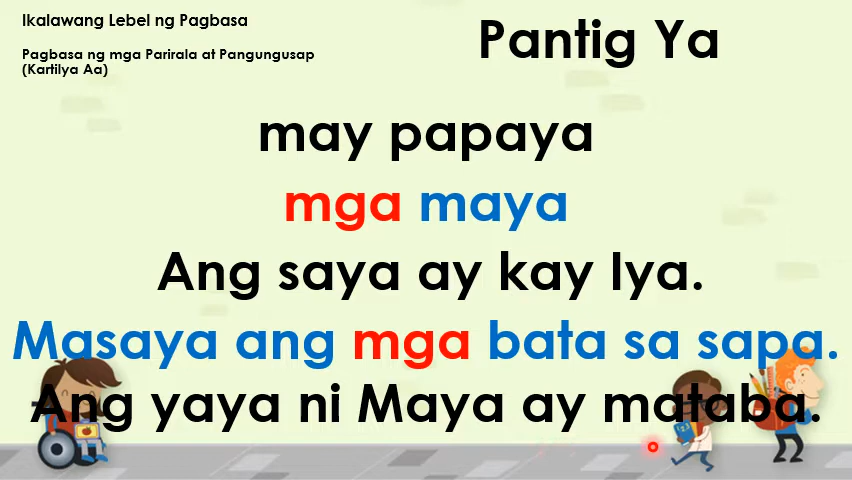 Ikalawang Lebel ng Pagbasa
Pantig Ya
Pagbasa ng mga Parirala at Pangungusap
(Kartilya Aa)
may papaya
mga maya
Ang saya ay kay Iya.
Masaya ang mga bata sa sapa.
Ang yaya ni Maya ay mataba.